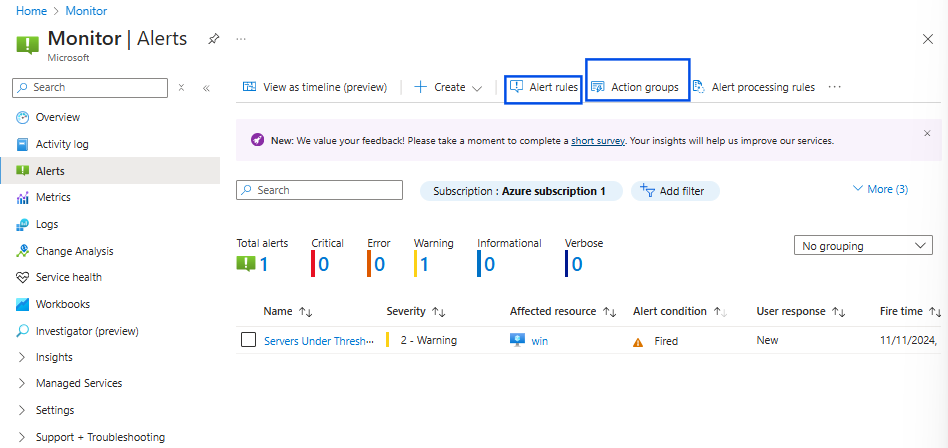 Home > Monitor >
Monitor | Alerts ...
Microsoft
Search
Overview
Activity log
Alerts
Metrics
Logs
Change Analysis
Service health
Workbooks
Investigator (preview)
Insights
Managed Services
Settings
Support + Troubleshooting
View as timeline (preview) Create Alert rules Action groups Alert processing rules ...
New: We value your feedback! Please take a moment to complete a short survey. Your insights will help us improve our services.
Search Subscription : Azure subscription 1 Add filter More (3)
Total alerts Critical Error Warning Informational Verbose
1 0 0 1 0 0
No grouping
Name Severity Affected resource Alert condition User response Fire time
Servers Under Thresh... 2 - Warning win Fired New 11/11/2024,